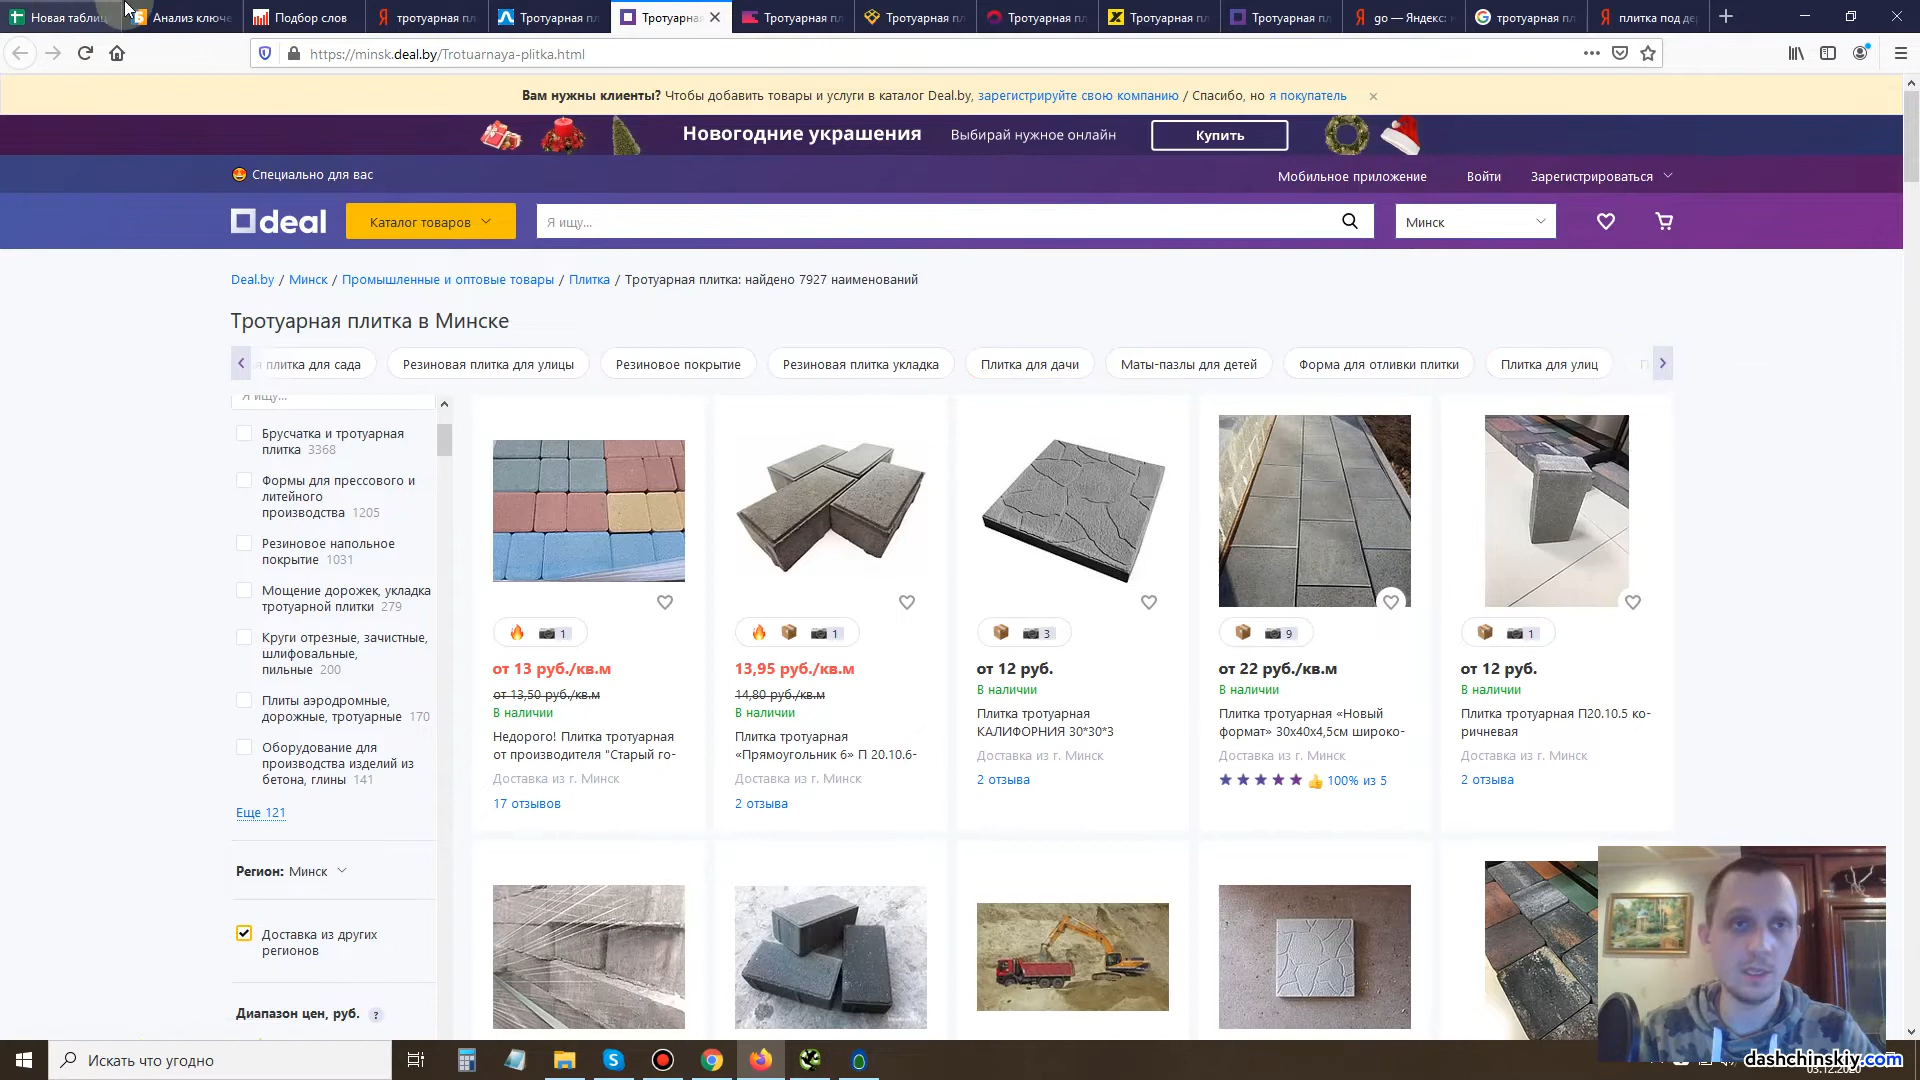 Новая таблиц
Анализ ключе
Подбор слов
тротуарная пл
Тротуарная пл
Тротуарна
Тротуарная пл
Тротуарная пл
Тротуарная пл
Тротуарная пл
Тротуарная пл
go — Яндекс:
тротуарная пл
плитка под де
https://minsk.deal.by/Trotuarnaya-plitka.html
Вам нужны клиенты? Чтобы добавить товары и услуги в каталог Deal.by, зарегистрируйте свою компанию / Спасибо, но я покупатель
Новогодние украшения Выбирай нужное онлайн Купить
Специально для вас
Мобильное приложение Войти Зарегистрироваться
deal Каталог товаров Я ищу... Минск
Deal.by / Минск / Промышленные и оптовые товары / Плитка / Тротуарная плитка: найдено 7927 наименований
Тротуарная плитка в Минске
я плитка для сада
Резиновая плитка для улицы
Резиновое покрытие
Резиновая плитка укладка
Плитка для дачи
Маты-пазлы для детей
Форма для отливки плитки
Плитка для улиц
Я ищу...
Брусчатка и тротуарная
плитка 3368
Формы для прессового и
литейного
производства 1205
Резиновое напольное
покрытие 1031
Мощение дорожек, укладка
тротуарной плитки 279
Круги отрезные, зачистные,
шлифовальные,
пильные 200
Плиты аэродромные,
дорожные, тротуарные 170
Оборудование для
производства изделий из
бетона, глины 141
Еще 121
Регион: Минск
Доставка из других
регионов
Диапазон цен, руб. ?
1
от 13 руб./кв.м
от 13,50 руб./кв.м
В наличии
Недорого! Плитка тротуарная
от производителя "Старый го-
Доставка из г. Минск
17 отзывов
1
13,95 руб./кв.м
14,80 руб./кв.м
В наличии
Плитка тротуарная
«Прямоугольник 6» П 20.10.6-
Доставка из г. Минск
2 отзыва
3
от 12 руб.
В наличии
Плитка тротуарная
КАЛИФОРНИЯ 30*30*3
Доставка из г. Минск
2 отзыва
9
от 22 руб./кв.м
В наличии
Плитка тротуарная «Новый
формат» 30х40х4,5см широко-
Доставка из г. Минск
100% из 5
1
от 12 руб.
В наличии
Плитка тротуарная П20.10.5 ко-
ричневая
Доставка из г. Минск
2 отзыва
Искать что угодно
dashchinskiy.com
03.12.2020